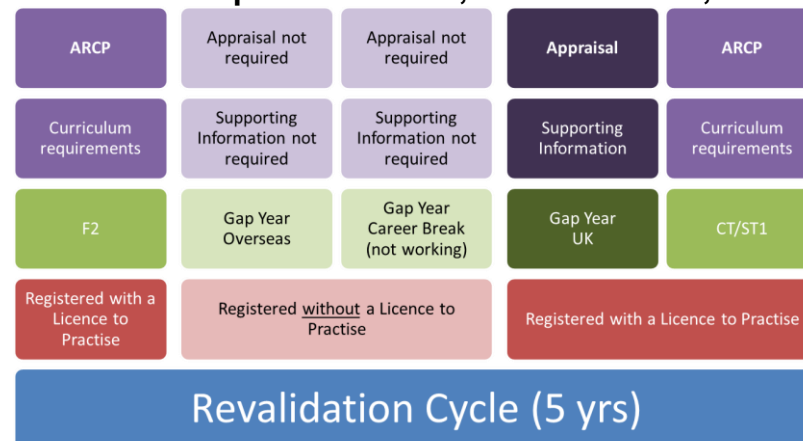 ARCP
Appraisal not
required
Appraisal not
required
Appraisal
ARCP
Curriculum
requirements
Supporting
Information not
required
Supporting
Information not
required
Supporting
Information
Curriculum
requirements
F2
Gap Year
Overseas
Gap Year
Career Break
(not working)
Gap Year
UK
CT/ST1
Registered with a
Licence to
Practise
Registered without a Licence to
Practise
Registered with a Licence to Practise
Revalidation Cycle (5 yrs)